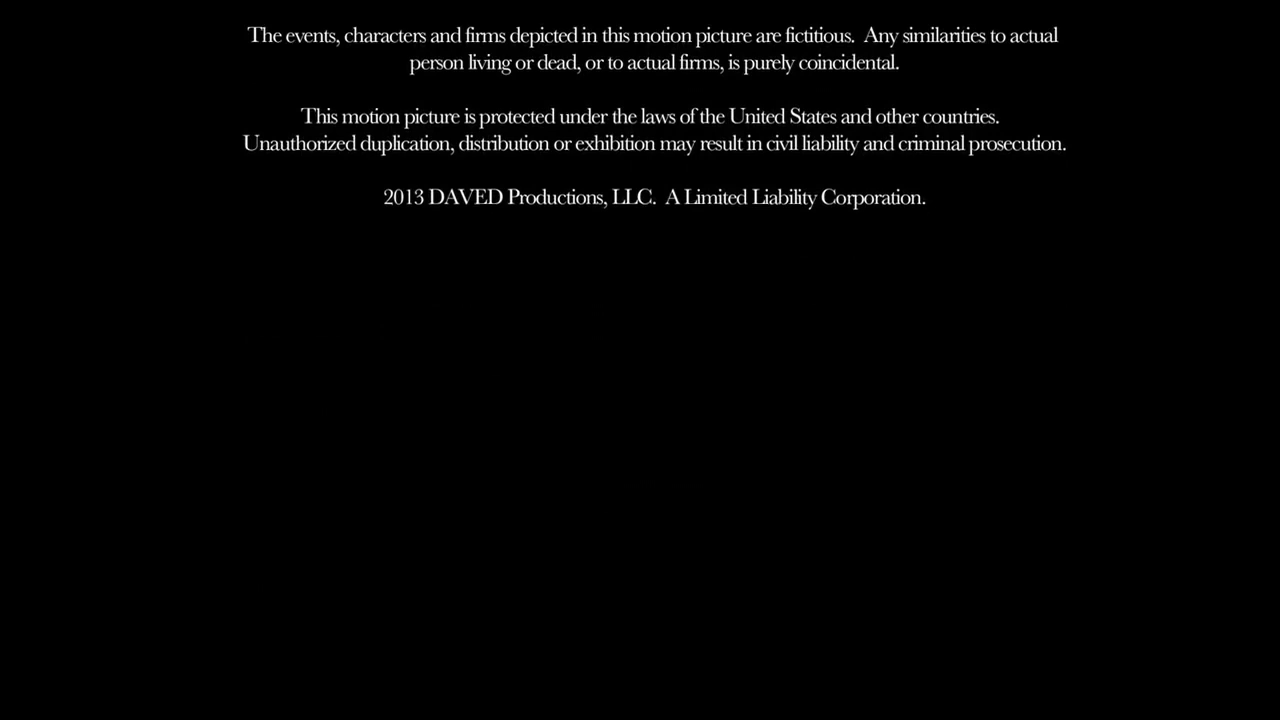 The events, characters and firms depicted in this motion picture are fictitious.  Any similarities to actual
person living or dead, or to actual firms, is purely coincidental.
This motion picture is protected under the laws of the United States and other countries.
Unauthorized duplication, distribution or exhibition may result in civil liability and criminal prosecution.
2013 DAVED Productions, LLC.  A Limited Liability Corporation.